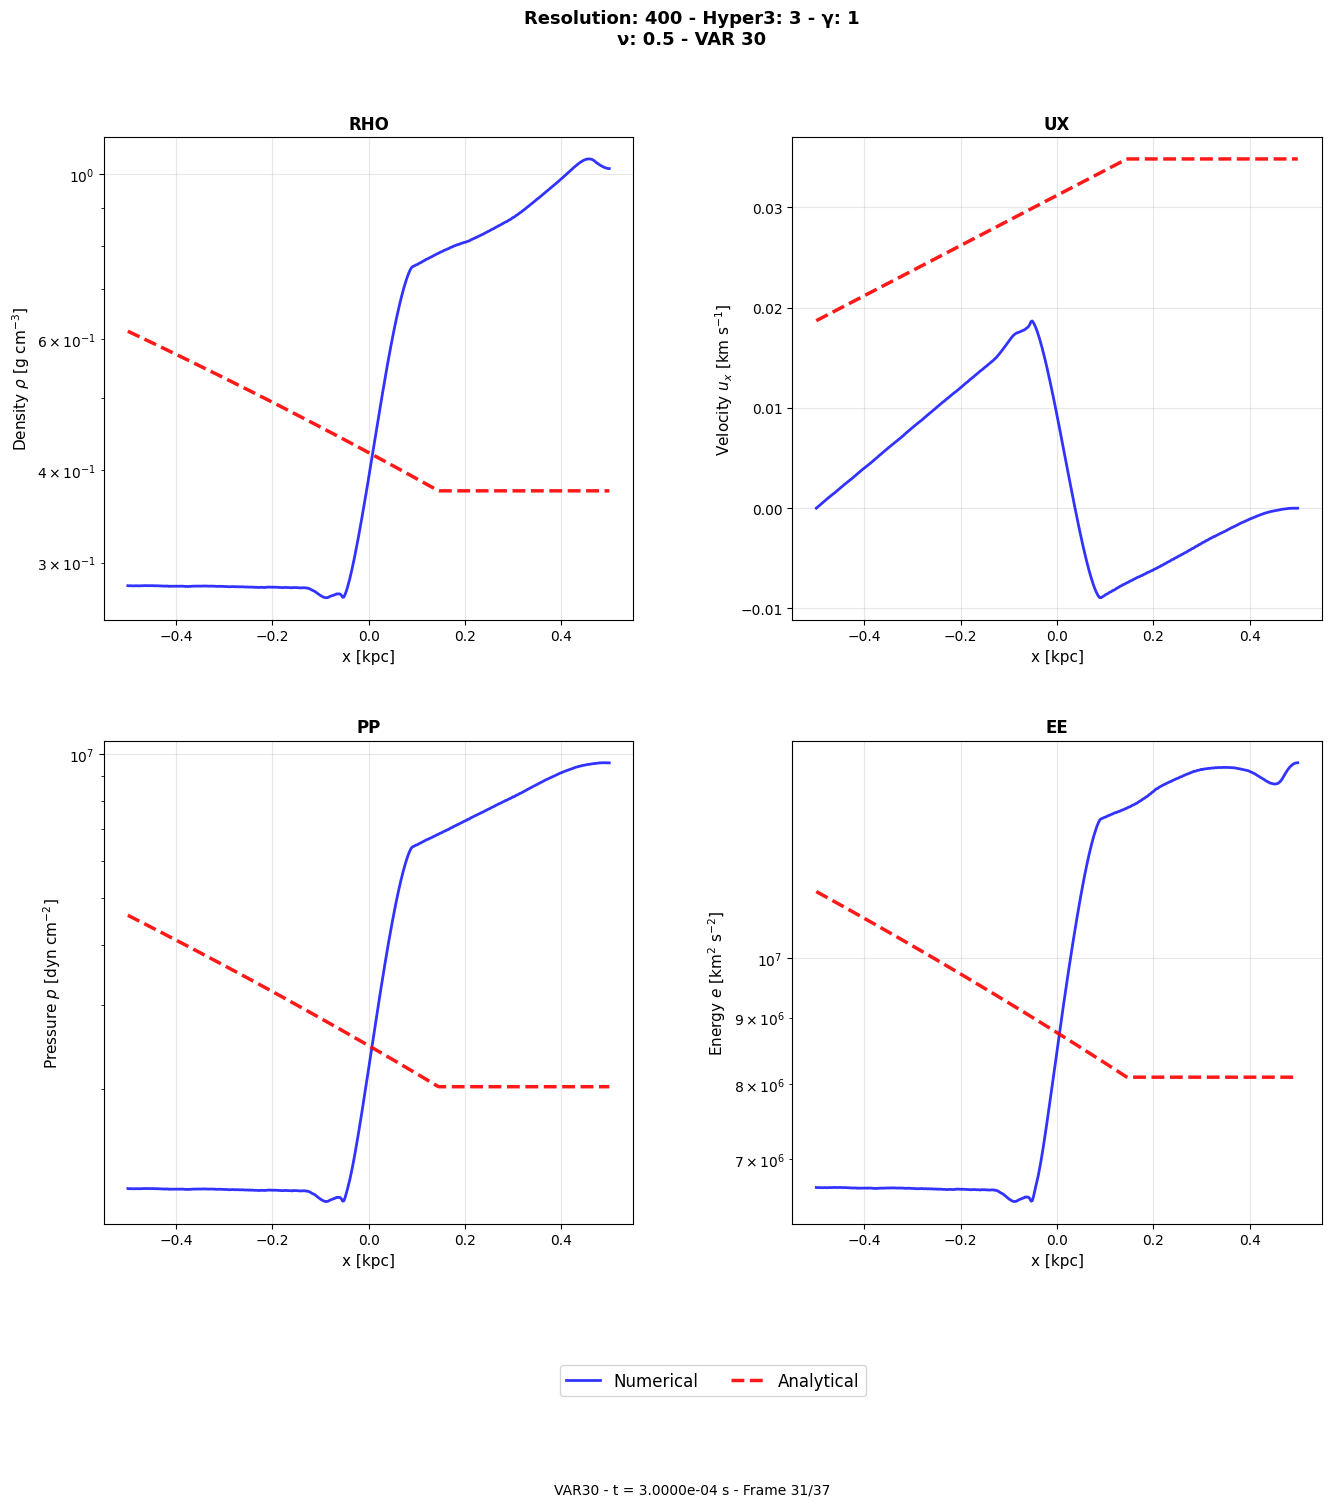 Resolution: 400 - Hyper3: 3 - γ: 1
ν: 0.5 - VAR 30
RHO
Density ρ [g cm⁻³]
10⁰
6 × 10⁻¹
4 × 10⁻¹
3 × 10⁻¹
−0.4 −0.2 0.0 0.2 0.4
x [kpc]
UX
Velocity uₓ [km s⁻¹]
0.03
0.02
0.01
0.00
−0.01
−0.4 −0.2 0.0 0.2 0.4
x [kpc]
PP
Pressure p [dyn cm⁻²]
10⁷
−0.4 −0.2 0.0 0.2 0.4
x [kpc]
EE
Energy e [km² s⁻²]
10⁷
9 × 10⁶
8 × 10⁶
7 × 10⁶
−0.4 −0.2 0.0 0.2 0.4
x [kpc]
Numerical
Analytical
VAR30 - t = 3.0000e-04 s - Frame 31/37